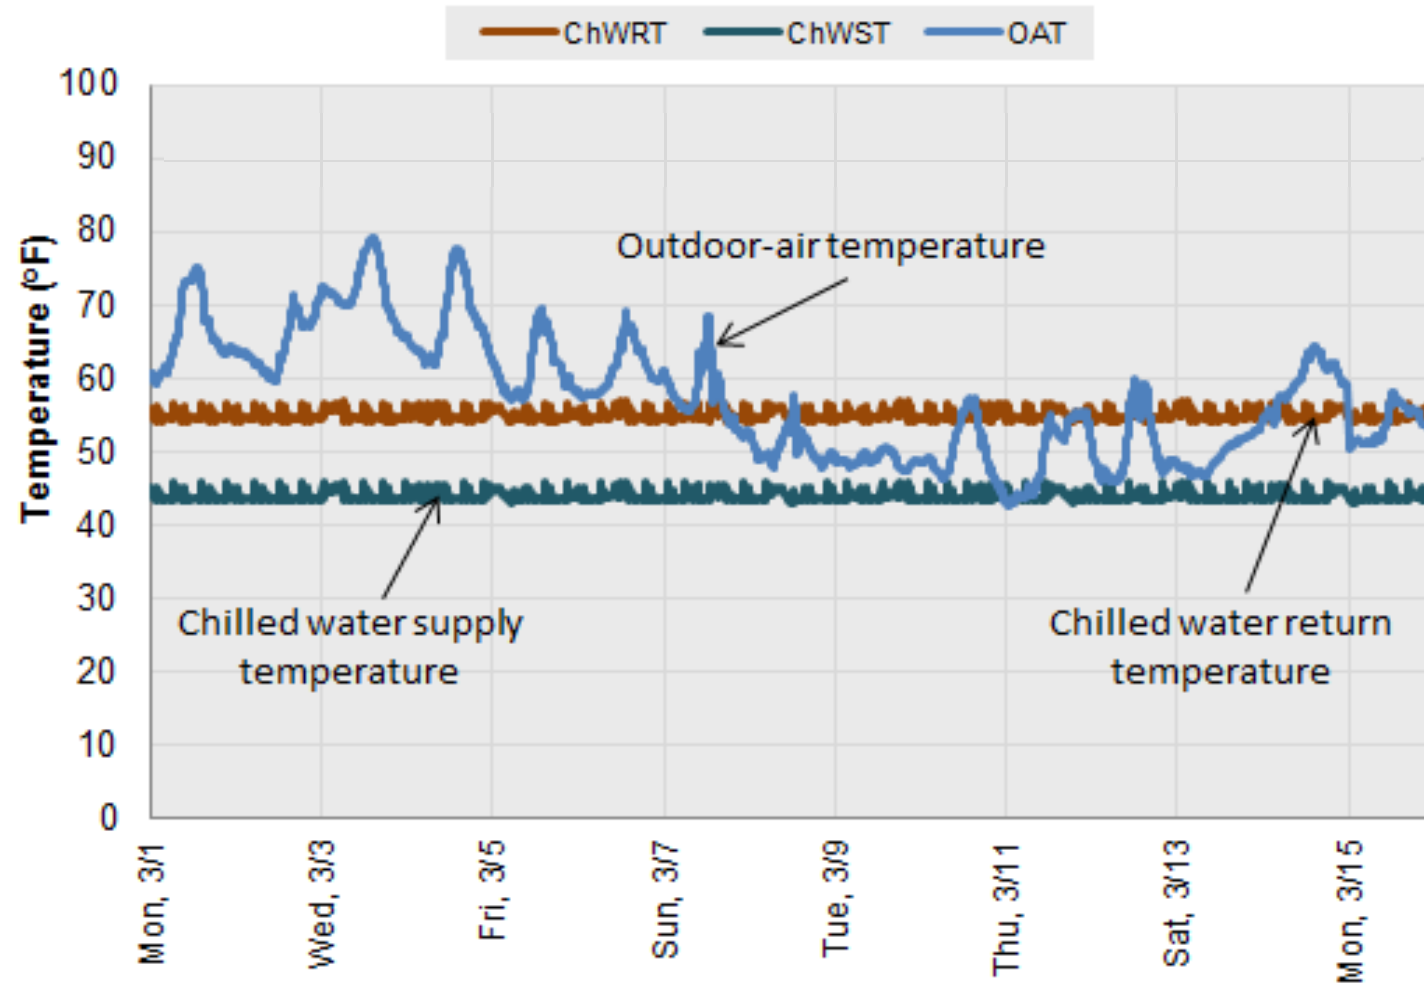 ChWRT ChWST OAT
100
90
80
70
60
50
40
30
20
10
0
Temperature (°F)
Outdoor-air temperature
Chilled water supply
temperature
Chilled water return
temperature
Mon, 3/1
Wed, 3/3
Fri, 3/5
Sun, 3/7
Tue, 3/9
Thu, 3/11
Sat, 3/13
Mon, 3/15